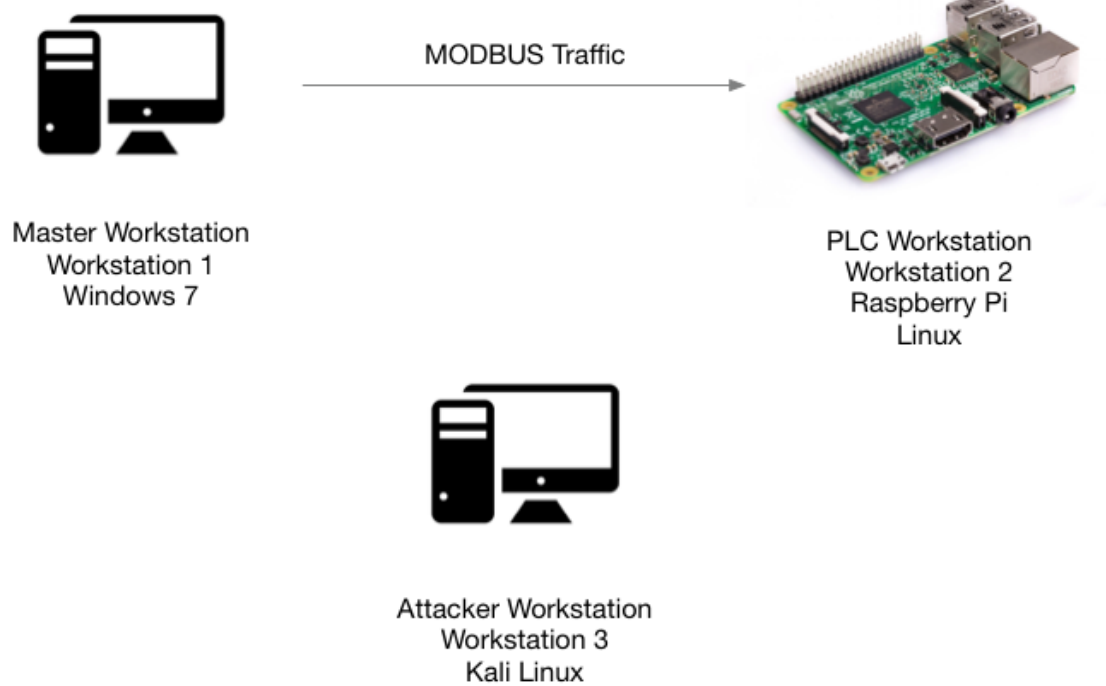 MODBUS Traffic
Master Workstation
Workstation 1
Windows 7
PLC Workstation
Workstation 2
Raspberry Pi
Linux
Attacker Workstation
Workstation 3
Kali Linux